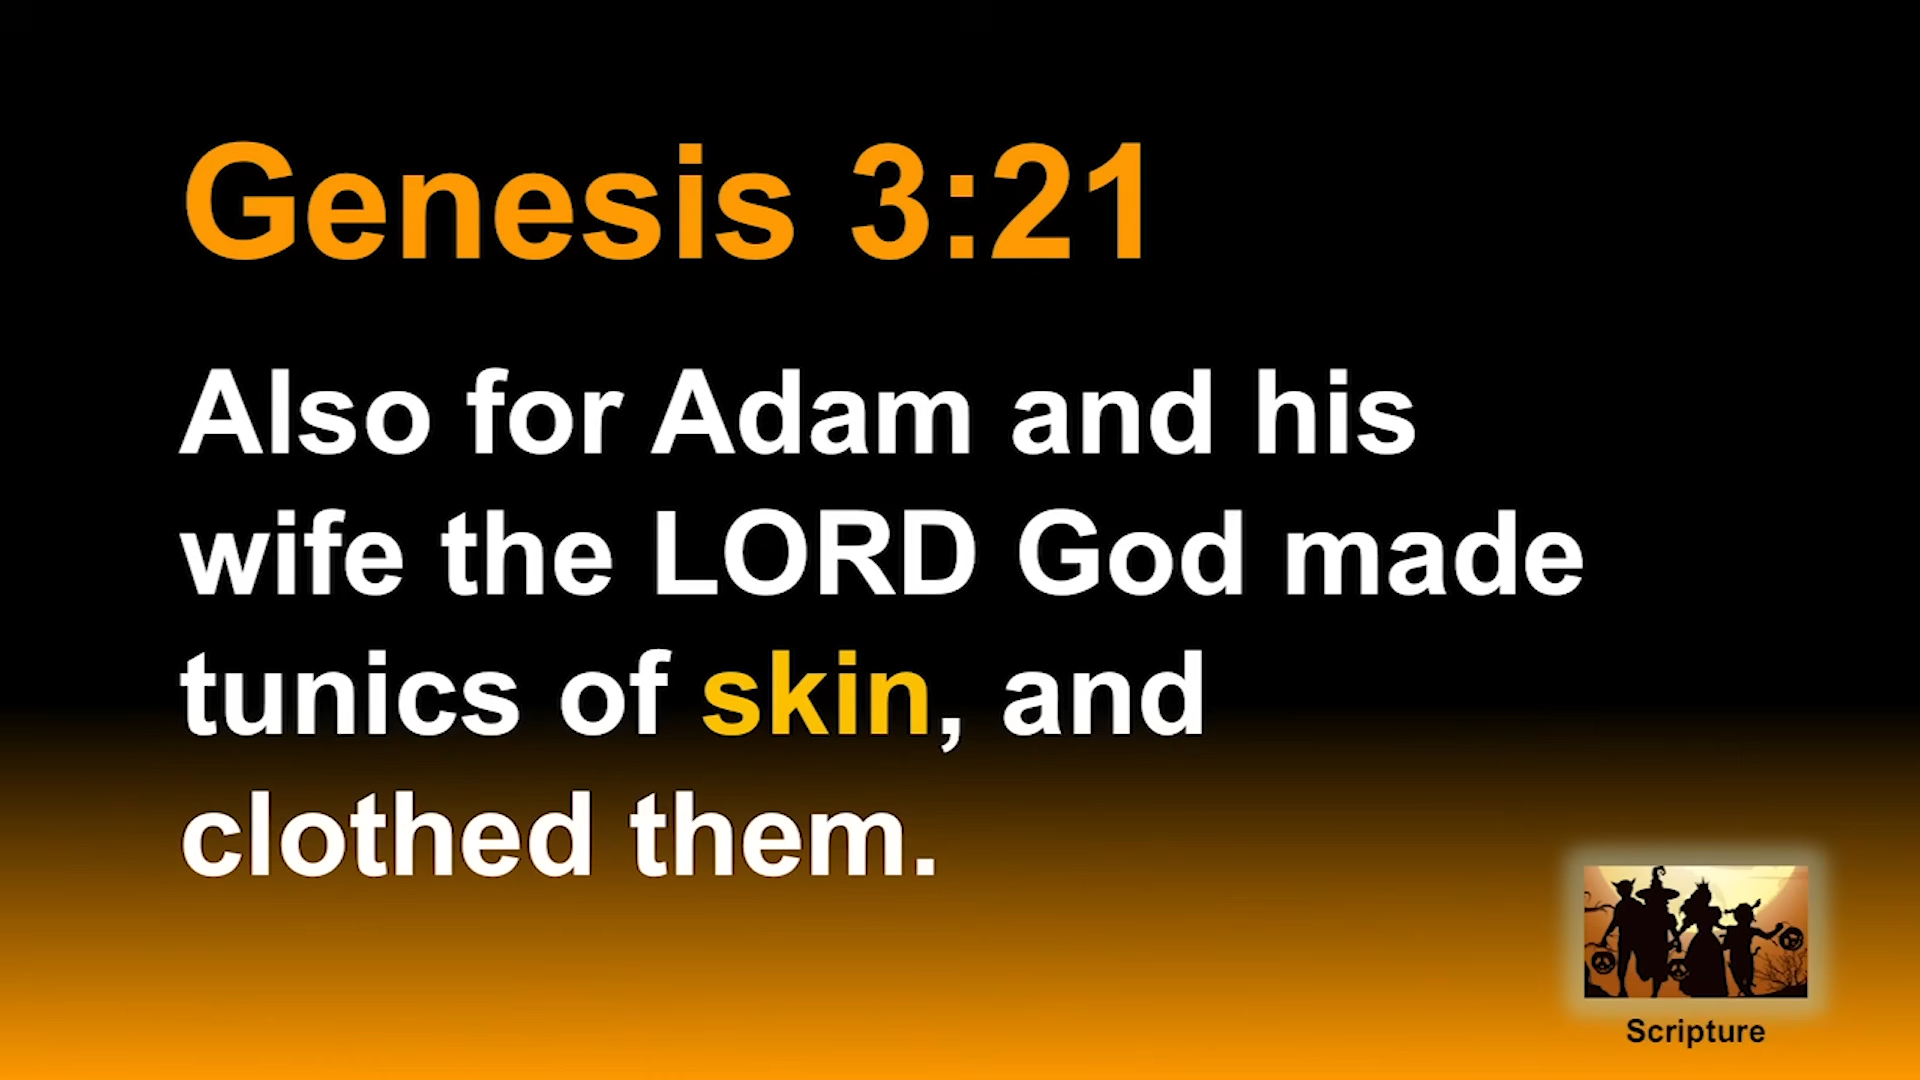 Genesis 3:21
Also for Adam and his
wife the LORD God made
tunics of skin, and
clothed them.
Scripture